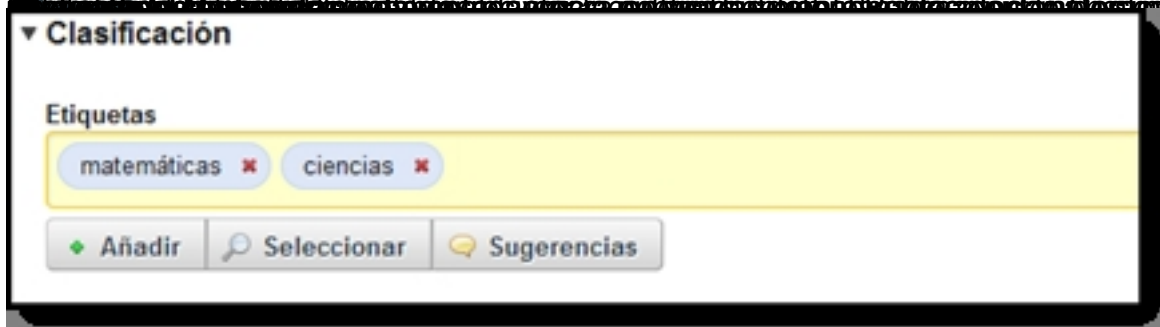 Clasificación
Etiquetas
matemáticas ciencias
Añadir Seleccionar Sugerencias